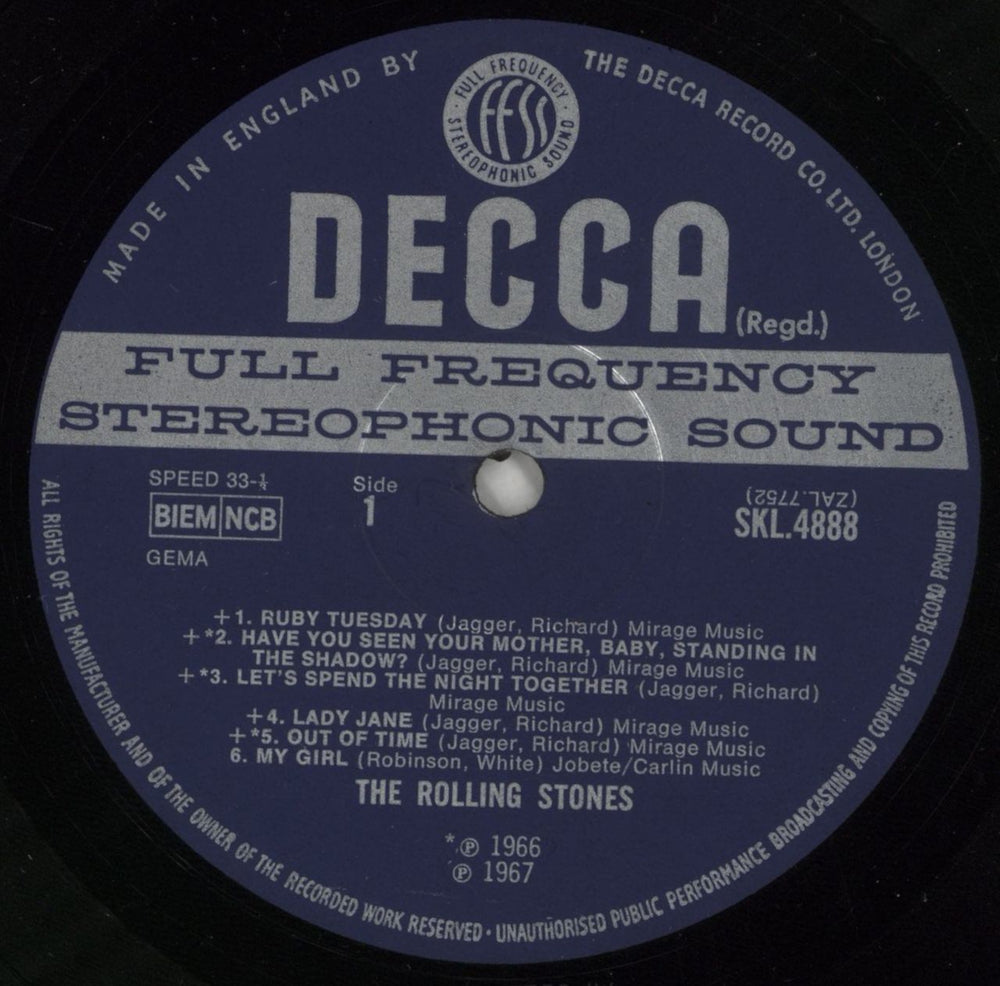 MADE IN ENGLAND BY
THE DECCA RECORD CO. LTD. LONDON
FULL FREQUENCY
ffss
STEREOPHONIC SOUND
DECCA (Regd.)
FULL FREQUENCY
STEREOPHONIC SOUND
SPEED 33-⅓
BIEM NCB
GEMA
Side
1
(ZAL.7752)
SKL.4888
+1. RUBY TUESDAY (Jagger, Richard) Mirage Music
+*2. HAVE YOU SEEN YOUR MOTHER, BABY, STANDING IN
THE SHADOW? (Jagger, Richard) Mirage Music
+*3. LET'S SPEND THE NIGHT TOGETHER (Jagger, Richard)
Mirage Music
+4. LADY JANE (Jagger, Richard) Mirage Music
+*5. OUT OF TIME (Jagger, Richard) Mirage Music
6. MY GIRL (Robinson, White) Jobete/Carlin Music
THE ROLLING STONES
*℗ 1966
℗ 1967
ALL RIGHTS OF THE MANUFACTURER AND OF THE OWNER OF THE RECORDED WORK RESERVED · UNAUTHORISED PUBLIC PERFORMANCE BROADCASTING AND COPYING OF THIS RECORD PROHIBITED